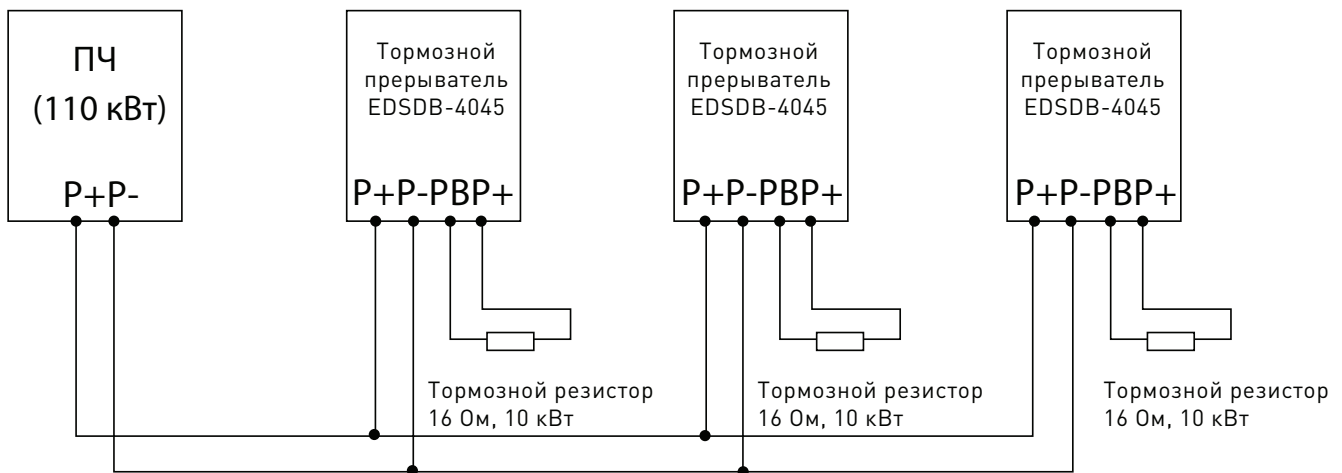 ПЧ
(110 кВт)
P+P-
Тормозной
прерыватель
EDSDB-4045
P+P-PBP+
Тормозной
прерыватель
EDSDB-4045
P+P-PBP+
Тормозной
прерыватель
EDSDB-4045
P+P-PBP+
Тормозной резистор
16 Ом, 10 кВт
Тормозной резистор
16 Ом, 10 кВт
Тормозной резистор
16 Ом, 10 кВт